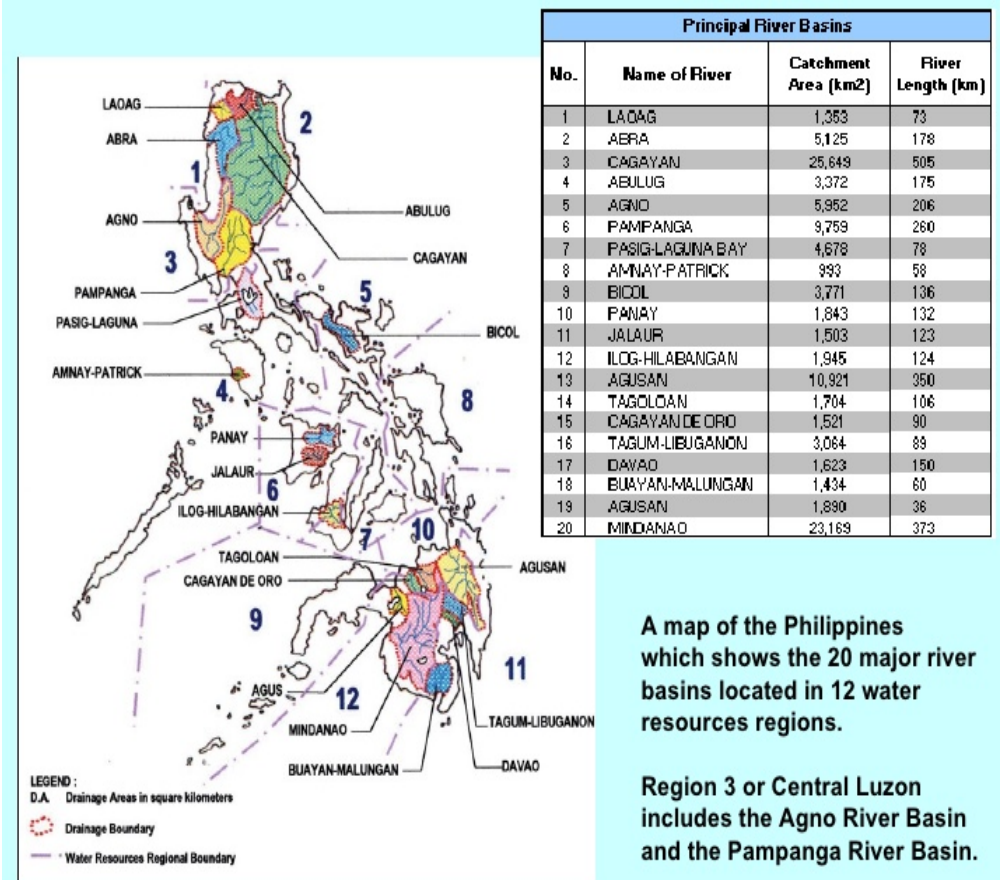 Principal River Basins
No. Name of River Catchment Area (km2) River Length (km)
1 LAOAG 1,353 73
2 ABRA 5,125 178
3 CAGAYAN 25,649 505
4 ABULUG 3,372 175
5 AGNO 5,952 206
6 PAMPANGA 9,759 260
7 PASIG-LAGUNA BAY 4,678 78
8 AMNAY-PATRICK 993 58
9 BICOL 3,771 136
10 PANAY 1,843 132
11 JALAUR 1,503 123
12 ILOG-HILABANGAN 1,945 124
13 AGUSAN 10,921 350
14 TAGOLOAN 1,704 106
15 CAGAYAN DE ORO 1,521 90
16 TAGUM-LIBUGANON 3,064 89
17 DAVAO 1,623 150
18 BUAYAN-MALUNGAN 1,434 60
19 AGUSAN 1,890 36
20 MINDANAO 23,169 373
LAOAG
2
ABRA
1
AGNO
ABULUG
3
CAGAYAN
PAMPANGA
5
PASIG-LAGUNA
BICOL
AMNAY-PATRICK
4
8
PANAY
JALAUR
6
ILOG-HILABANGAN
7
10
TAGOLOAN
AGUSAN
CAGAYAN DE ORO
9
11
AGUS
12
MINDANAO
TAGUM-LIBUGANON
BUAYAN-MALUNGAN
DAVAO
LEGEND :
D.A. Drainage Areas in square kilometers
Drainage Boundary
Water Resources Regional Boundary
A map of the Philippines
which shows the 20 major river
basins located in 12 water
resources regions.
Region 3 or Central Luzon
includes the Agno River Basin
and the Pampanga River Basin.